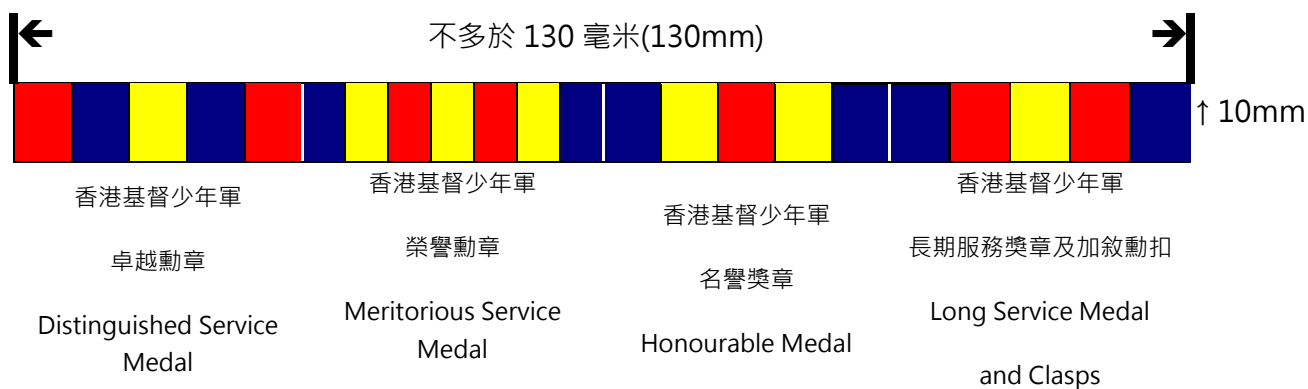 不多於 130 毫米(130mm)
↑ 10mm
香港基督少年軍
卓越勳章
Distinguished Service
Medal
香港基督少年軍
榮譽勳章
Meritorious Service
Medal
香港基督少年軍
名譽獎章
Honourable Medal
香港基督少年軍
長期服務獎章及加敘勳扣
Long Service Medal
and Clasps